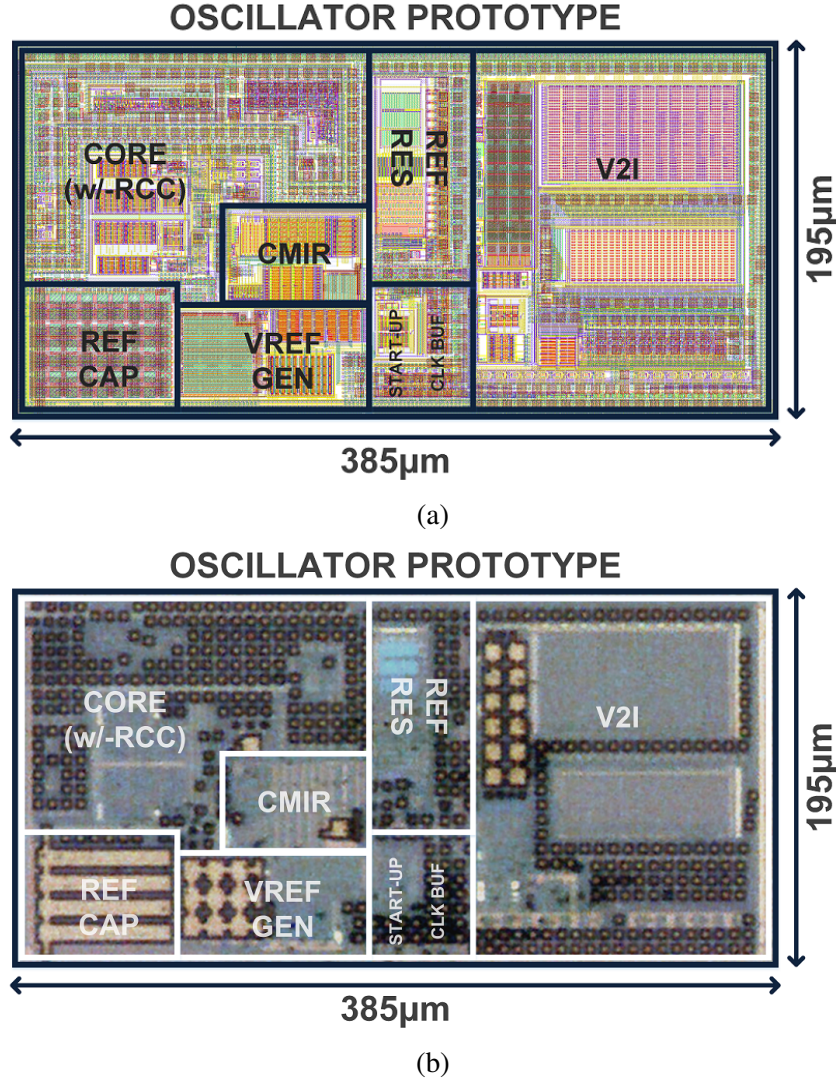 OSCILLATOR PROTOTYPE
CORE
(w/-RCC)
REF
RES
V2I
CMIR
REF
CAP
VREF
GEN
START-UP
CLK BUF
195µm
385µm
(a)
OSCILLATOR PROTOTYPE
CORE
(w/-RCC)
REF
RES
V2I
CMIR
REF
CAP
VREF
GEN
START-UP
CLK BUF
195µm
385µm
(b)